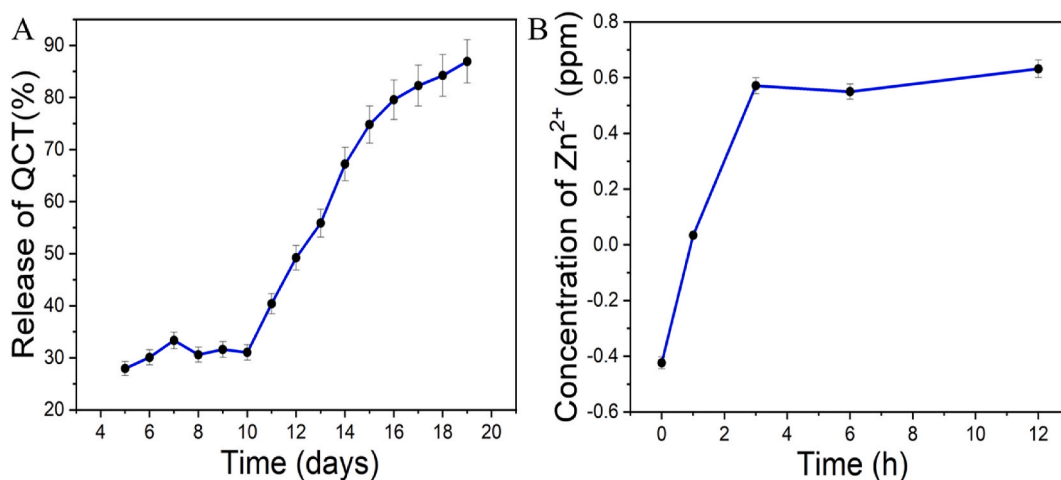 A
Release of QCT(%)
90
80
70
60
50
40
30
20
4 6 8 10 12 14 16 18 20
Time (days)
B
Concentration of Zn²⁺ (ppm)
0.8
0.6
0.4
0.2
0.0
-0.2
-0.4
-0.6
0 2 4 6 8 10 12
Time (h)